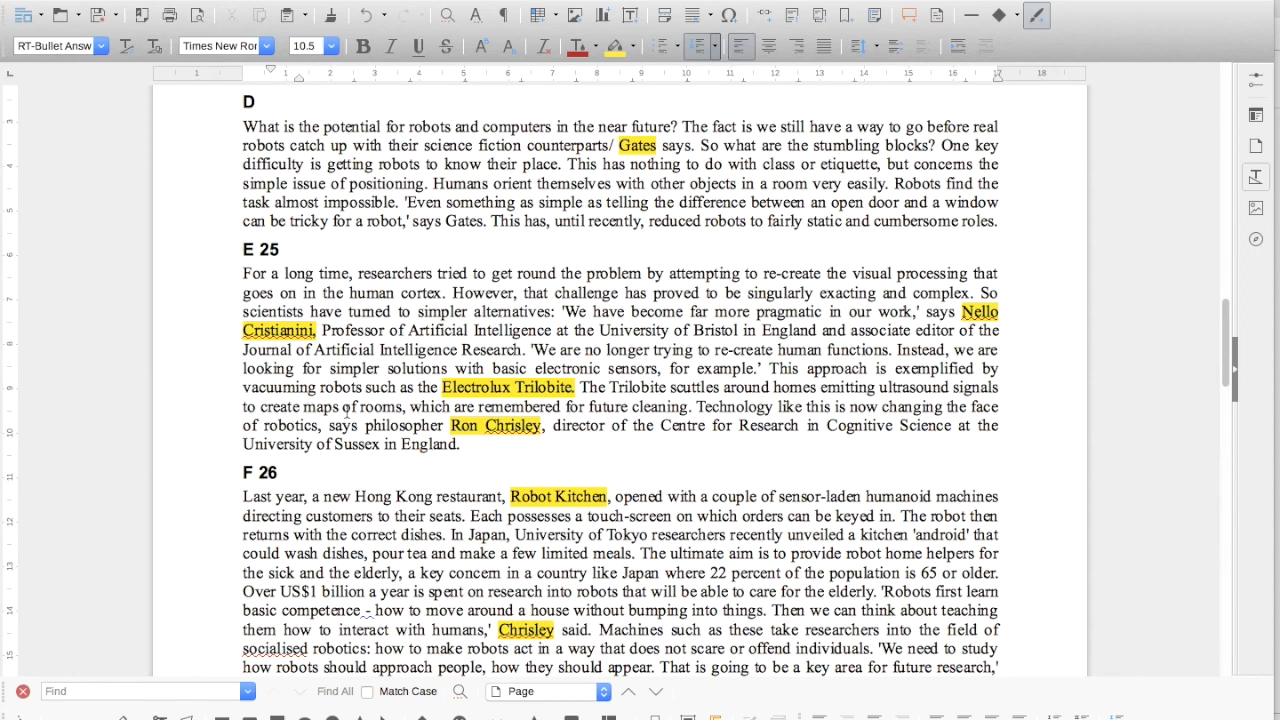 RT-Bullet Answ
Times New Ror
10.5
1 1 2 3 4 5 6 7 8 9 10 11 12 13 14 15 16 17 18
D
What is the potential for robots and computers in the near future? The fact is we still have a way to go before real
robots catch up with their science fiction counterparts/ Gates says. So what are the stumbling blocks? One key
difficulty is getting robots to know their place. This has nothing to do with class or etiquette, but concerns the
simple issue of positioning. Humans orient themselves with other objects in a room very easily. Robots find the
task almost impossible. 'Even something as simple as telling the difference between an open door and a window
can be tricky for a robot,' says Gates. This has, until recently, reduced robots to fairly static and cumbersome roles.
E 25
For a long time, researchers tried to get round the problem by attempting to re-create the visual processing that
goes on in the human cortex. However, that challenge has proved to be singularly exacting and complex. So
scientists have turned to simpler alternatives: 'We have become far more pragmatic in our work,' says Nello
Cristianini, Professor of Artificial Intelligence at the University of Bristol in England and associate editor of the
Journal of Artificial Intelligence Research. 'We are no longer trying to re-create human functions. Instead, we are
looking for simpler solutions with basic electronic sensors, for example.’ This approach is exemplified by
vacuuming robots such as the Electrolux Trilobite. The Trilobite scuttles around homes emitting ultrasound signals
to create maps of rooms, which are remembered for future cleaning. Technology like this is now changing the face
of robotics, says philosopher Ron Chrisley, director of the Centre for Research in Cognitive Science at the
University of Sussex in England.
F 26
Last year, a new Hong Kong restaurant, Robot Kitchen, opened with a couple of sensor-laden humanoid machines
directing customers to their seats. Each possesses a touch-screen on which orders can be keyed in. The robot then
returns with the correct dishes. In Japan, University of Tokyo researchers recently unveiled a kitchen 'android' that
could wash dishes, pour tea and make a few limited meals. The ultimate aim is to provide robot home helpers for
the sick and the elderly, a key concern in a country like Japan where 22 percent of the population is 65 or older.
Over US$1 billion a year is spent on research into robots that will be able to care for the elderly. 'Robots first learn
basic competence - how to move around a house without bumping into things. Then we can think about teaching
them how to interact with humans,' Chrisley said. Machines such as these take researchers into the field of
socialised robotics: how to make robots act in a way that does not scare or offend individuals. 'We need to study
how robots should approach people, how they should appear. That is going to be a key area for future research,'
Find
Find All
Match Case
Page